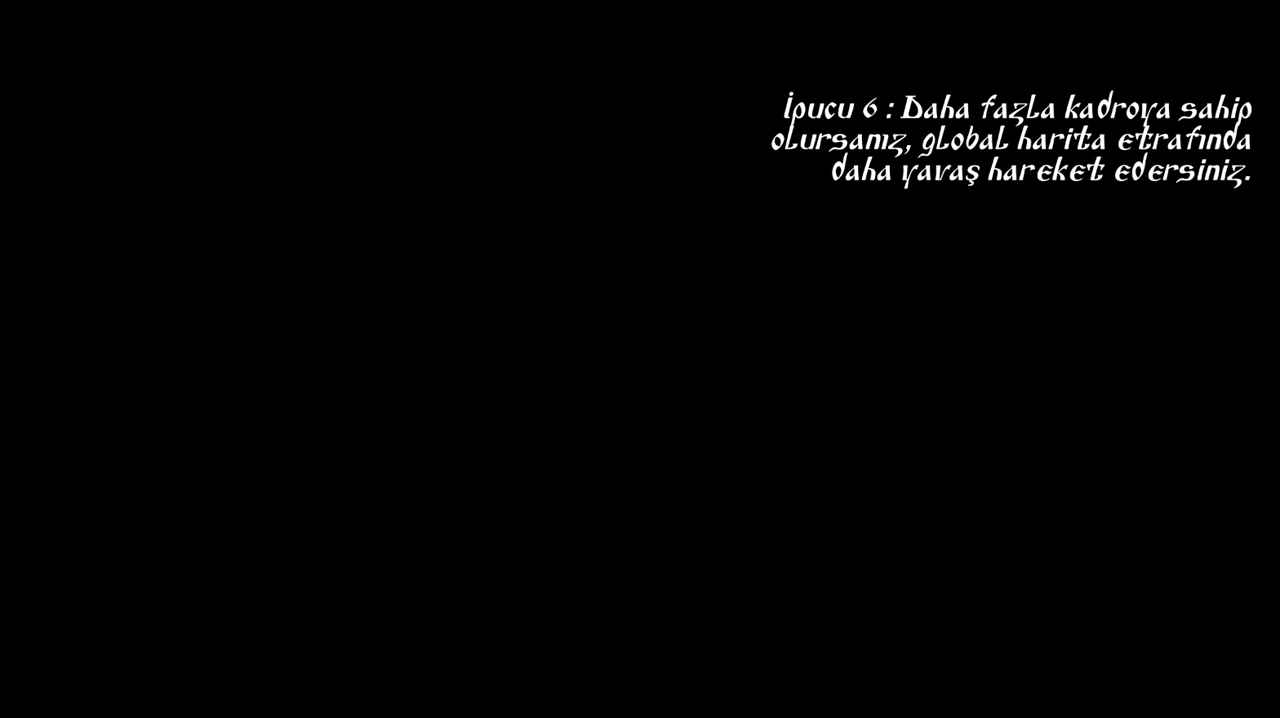 İpucu 6 : Daha fazla kadroya sahip
olursanız, global harita etrafında
daha yavaş hareket edersiniz.